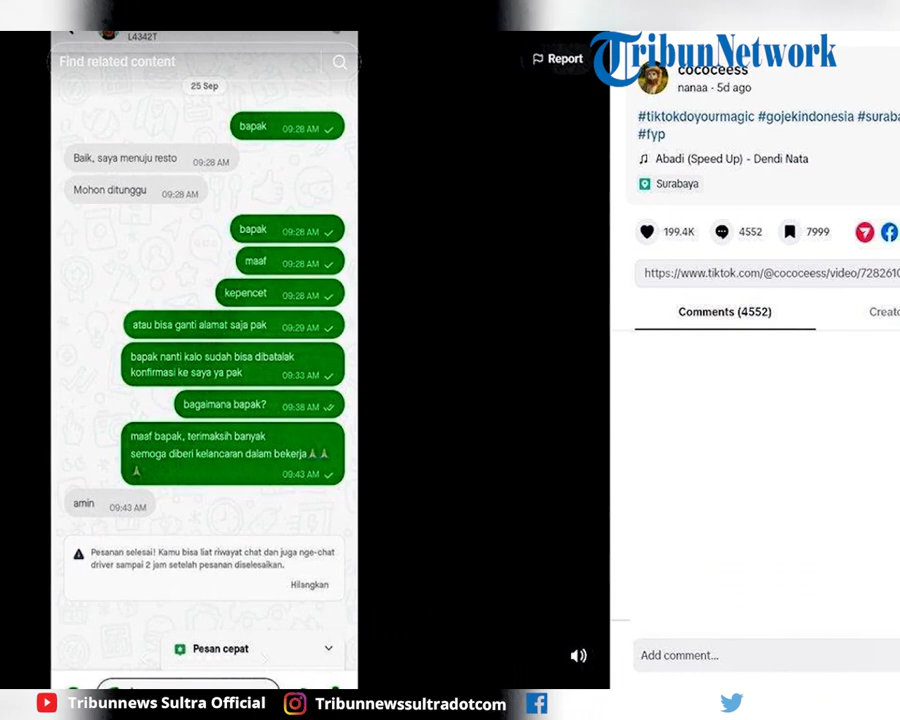 L4342T
Find related content
Report
TribunNetwork
25 Sep
bapak 09:28 AM
Baik, saya menuju resto 09:28 AM
Mohon ditunggu 09:28 AM
bapak 09:28 AM
maaf 09:28 AM
kepencet 09:28 AM
atau bisa ganti alamat saja pak 09:29 AM
bapak nanti kalo sudah bisa dibatalak
konfirmasi ke saya ya pak 09:33 AM
bagaimana bapak? 09:38 AM
maaf bapak, terimaksih banyak
semoga diberi kelancaran dalam bekerja🙏🙏
🙏 09:43 AM
amin 09:43 AM
Pesanan selesai! Kamu bisa liat riwayat chat dan juga nge-chat
driver sampai 2 jam setelah pesanan diselesaikan.
Hilangkan
Pesan cepat
cococeess
nanaa · 5d ago
#tiktokdoyourmagic #gojekindonesia #suraba
#fyp
Abadi (Speed Up) - Dendi Nata
Surabaya
199.4K 4552 7999
https://www.tiktok.com/@cococeess/video/728261
Comments (4552) Creato
Add comment...
Tribunnews Sultra Official Tribunnewssultradotcom